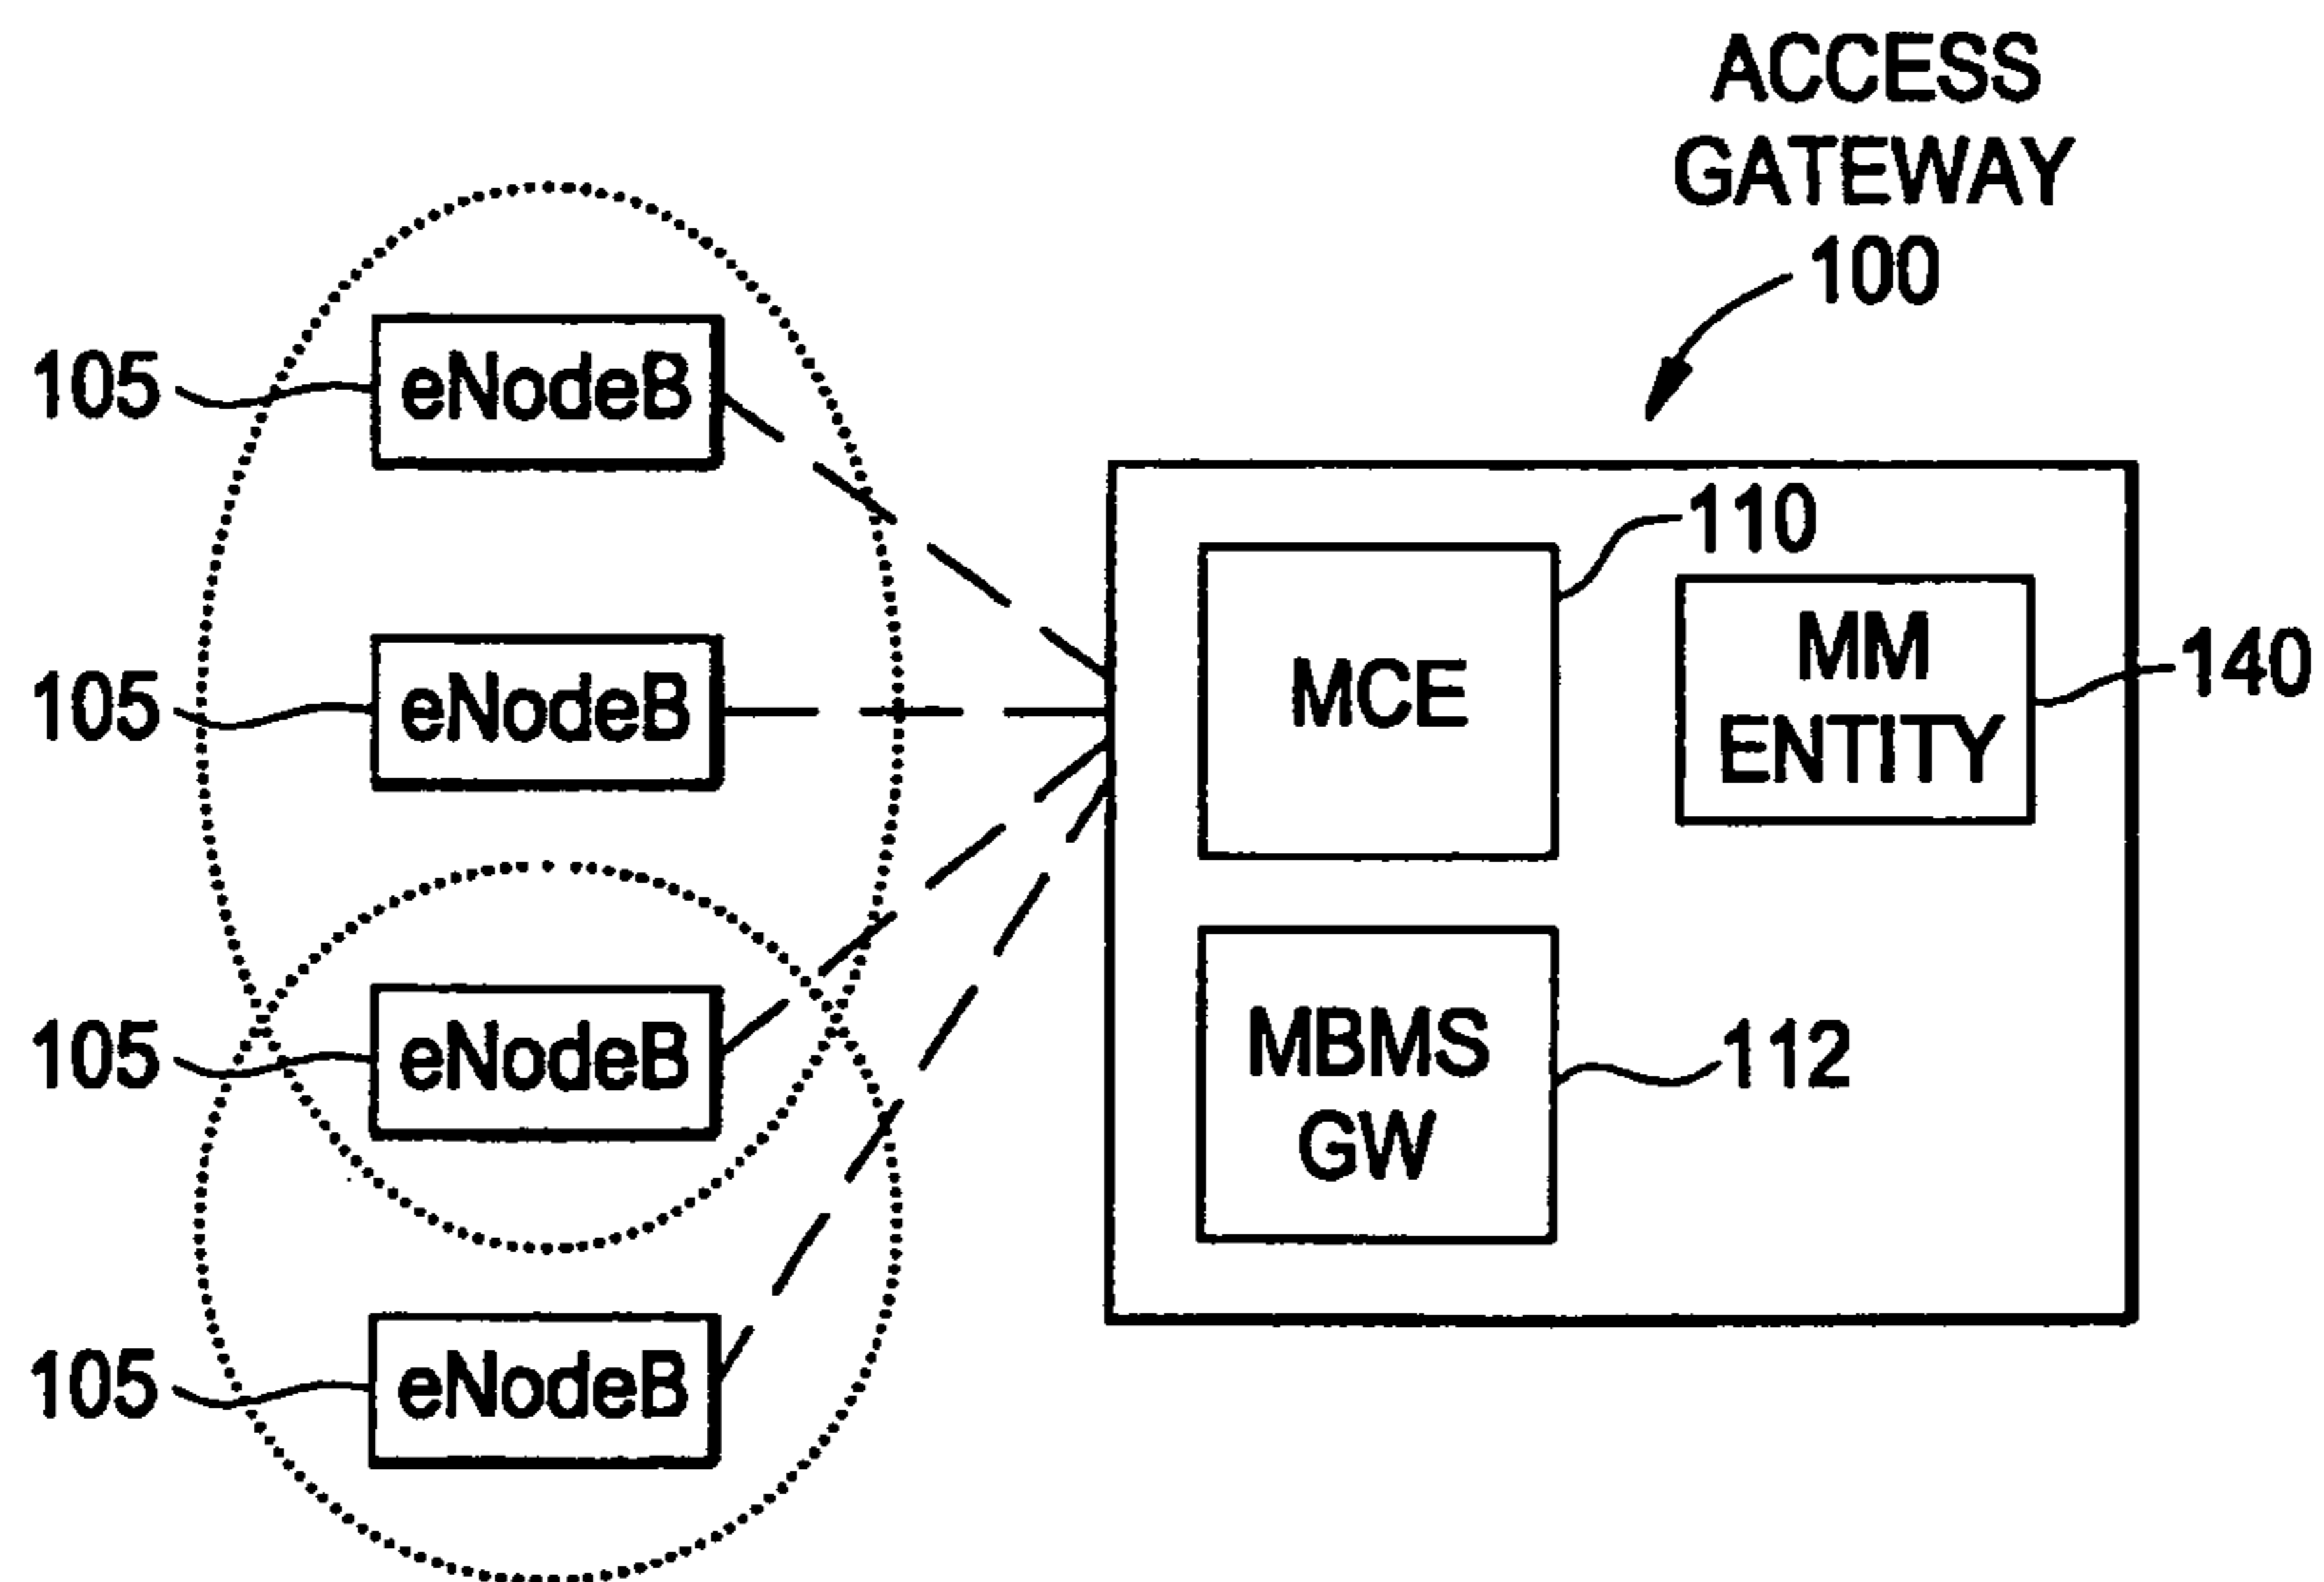 ACCESS
GATEWAY
100
105
eNodeB
110
MCE
MM
ENTITY
140
105
eNodeB
105
eNodeB
MBMS
GW
112
105
eNodeB